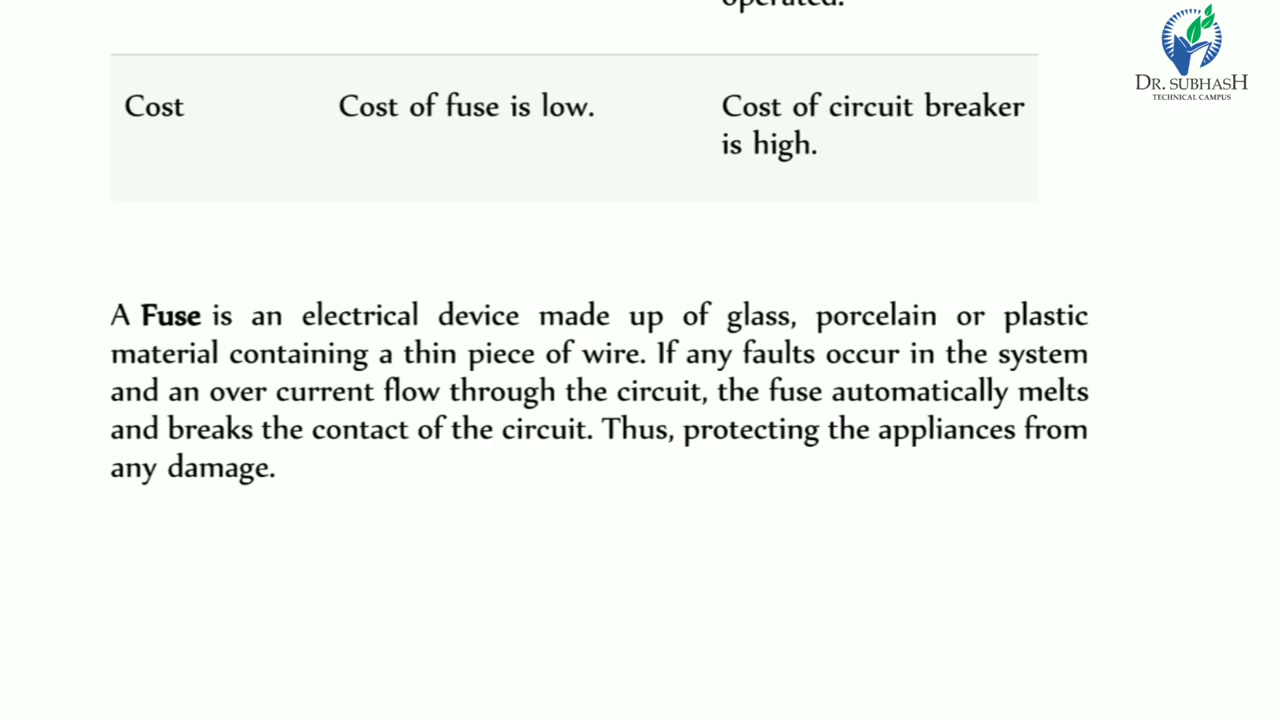 operated.
Cost Cost of fuse is low. Cost of circuit breaker
is high.
DR. SUBHASH
TECHNICAL CAMPUS
A Fuse is an electrical device made up of glass, porcelain or plastic
material containing a thin piece of wire. If any faults occur in the system
and an over current flow through the circuit, the fuse automatically melts
and breaks the contact of the circuit. Thus, protecting the appliances from
any damage.